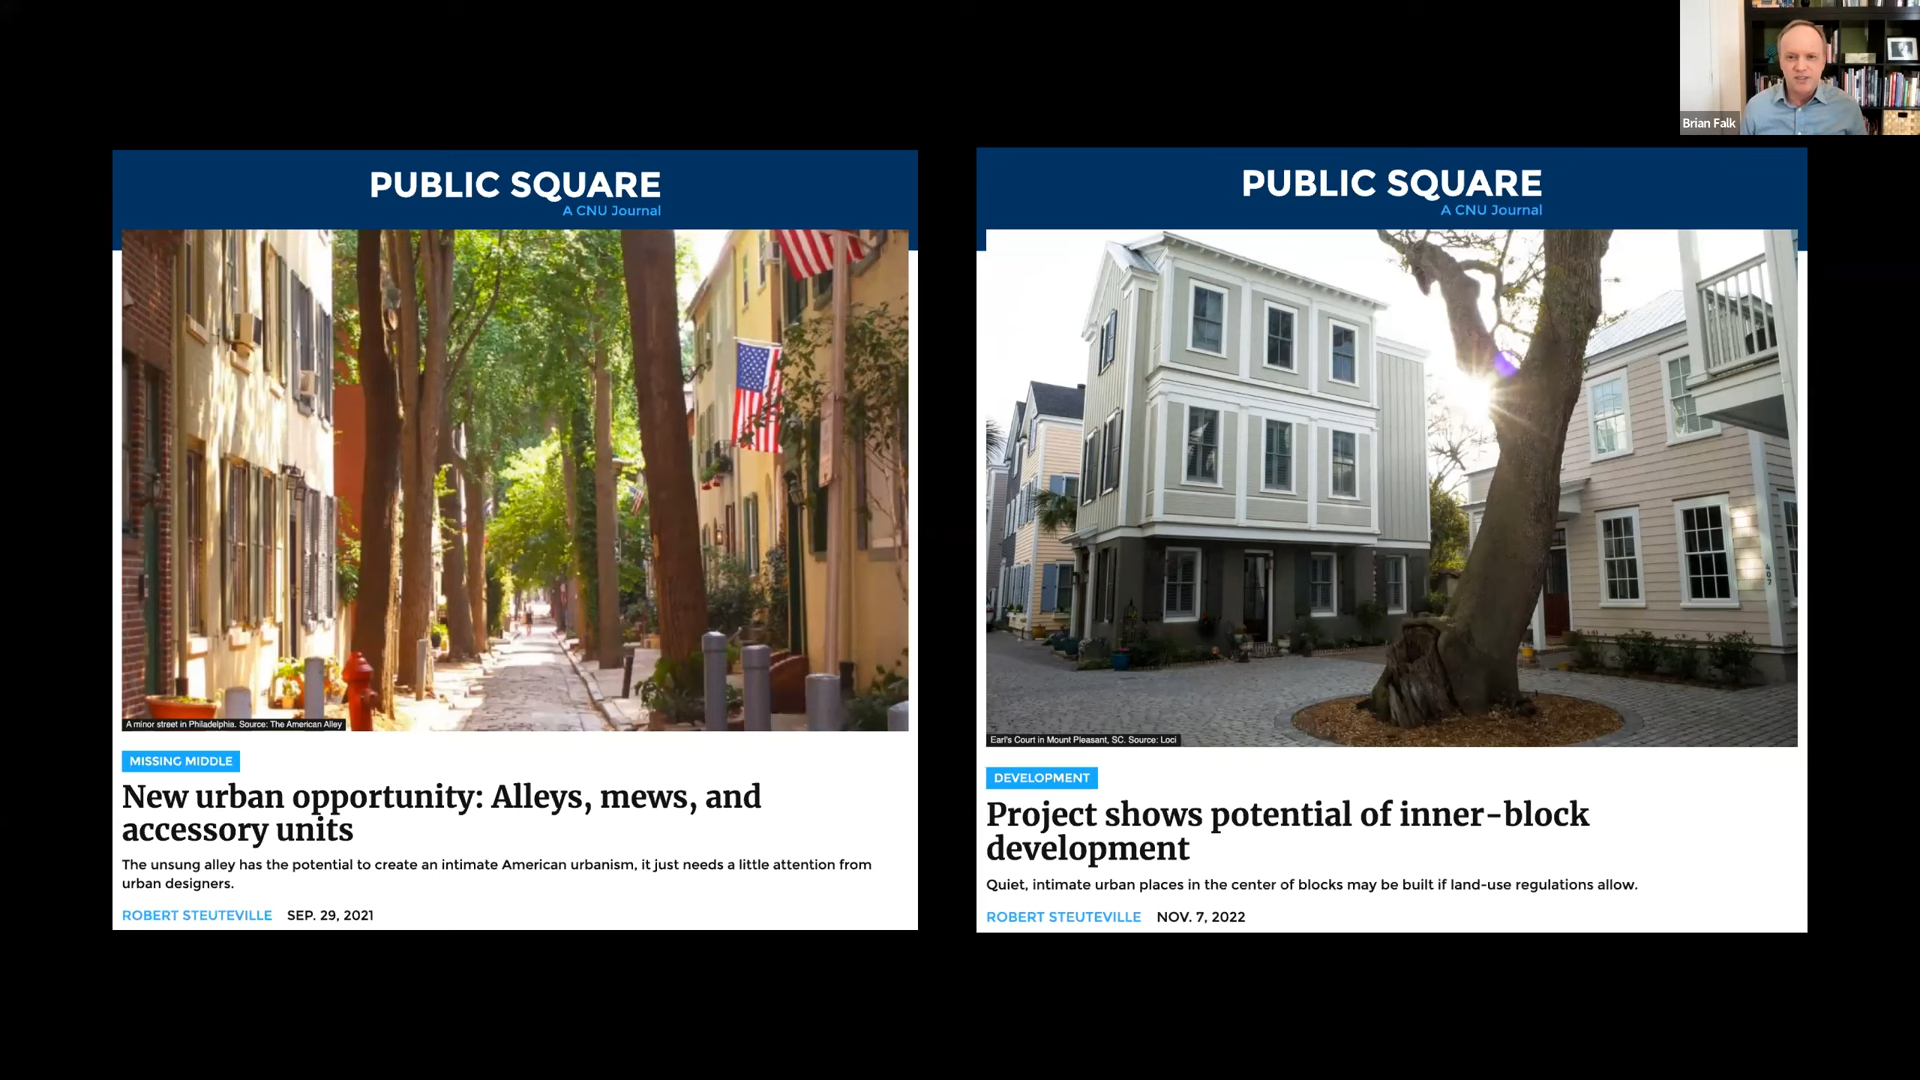 Brian Falk
PUBLIC SQUARE
A CNU Journal
A minor street in Philadelphia. Source: The American Alley
MISSING MIDDLE
New urban opportunity: Alleys, mews, and
accessory units
The unsung alley has the potential to create an intimate American urbanism, it just needs a little attention from
urban designers.
ROBERT STEUTEVILLE SEP. 29, 2021
PUBLIC SQUARE
A CNU Journal
407
Earl's Court in Mount Pleasant, SC. Source: Loci
DEVELOPMENT
Project shows potential of inner-block
development
Quiet, intimate urban places in the center of blocks may be built if land-use regulations allow.
ROBERT STEUTEVILLE NOV. 7, 2022